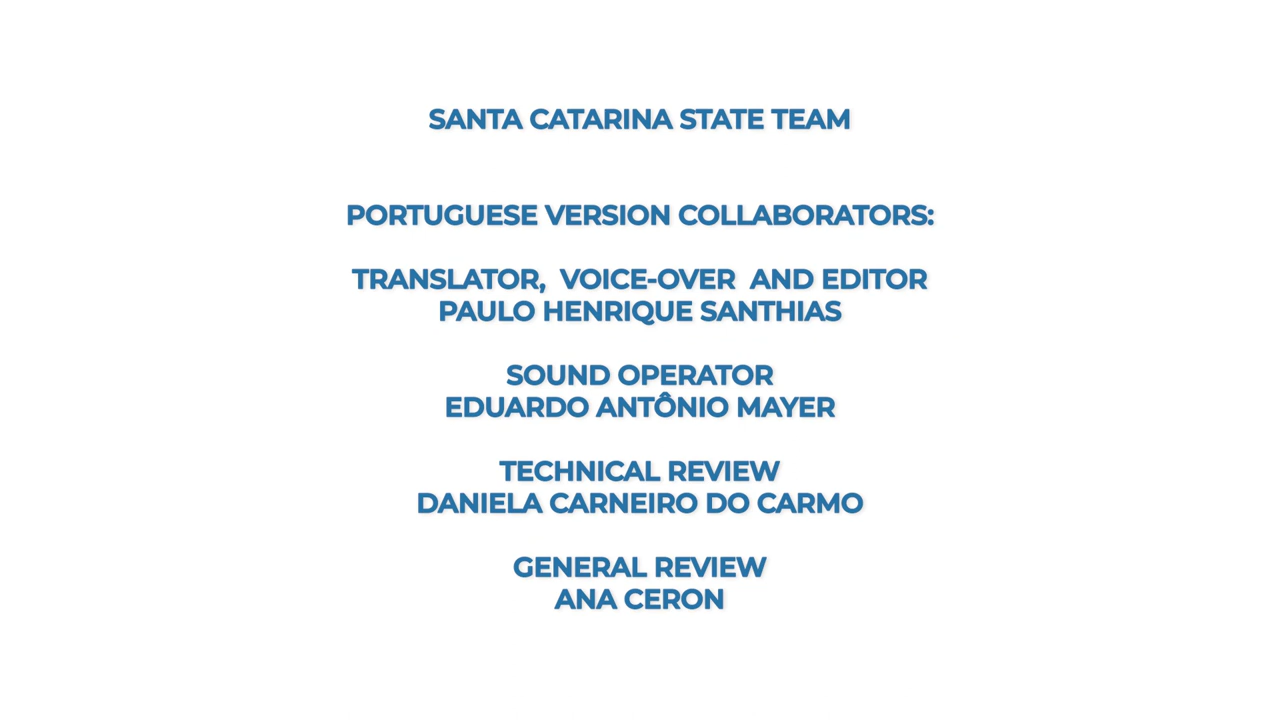 SANTA CATARINA STATE TEAM
PORTUGUESE VERSION COLLABORATORS:
TRANSLATOR, VOICE-OVER AND EDITOR
PAULO HENRIQUE SANTHIAS
SOUND OPERATOR
EDUARDO ANTÔNIO MAYER
TECHNICAL REVIEW
DANIELA CARNEIRO DO CARMO
GENERAL REVIEW
ANA CERON